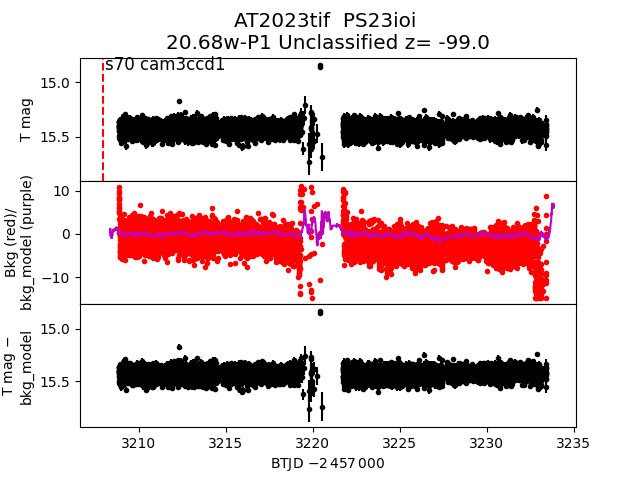 AT2023tif  PS23ioi
20.68w-P1 Unclassified z= -99.0
s70 cam3ccd1
15.0
15.5
T mag
10
0
−10
Bkg (red)/
bkg_model (purple)
15.0
15.5
T mag −
bkg_model
3210 3215 3220 3225 3230 3235
BTJD −2 457 000